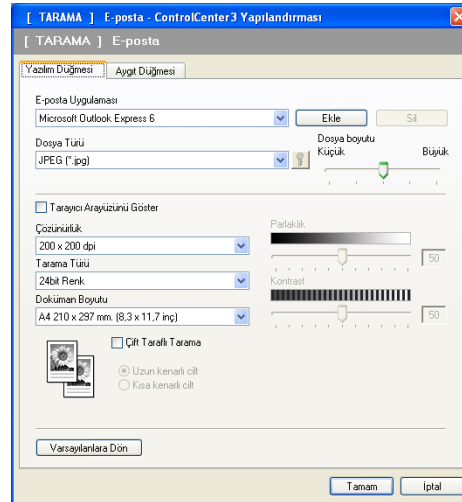 [ TARAMA ] E-posta - ControlCenter3 Yapılandırması
[ TARAMA ] E-posta
Yazılım Düğmesi Aygıt Düğmesi
E-posta Uygulaması
Microsoft Outlook Express 6 Ekle Sil
Dosya Türü Dosya boyutu
Küçük Büyük
JPEG (*.jpg)
Tarayıcı Arayüzünü Göster
Çözünürlük Parlaklık
200 x 200 dpi
50
Tarama Türü
24bit Renk Kontrast
Doküman Boyutu
A4 210 x 297 mm. (8,3 x 11,7 inç) 50
Çift Taraflı Tarama
Uzun kenarlı cilt
Kısa kenarlı cilt
Varsayılanlara Dön
Tamam İptal